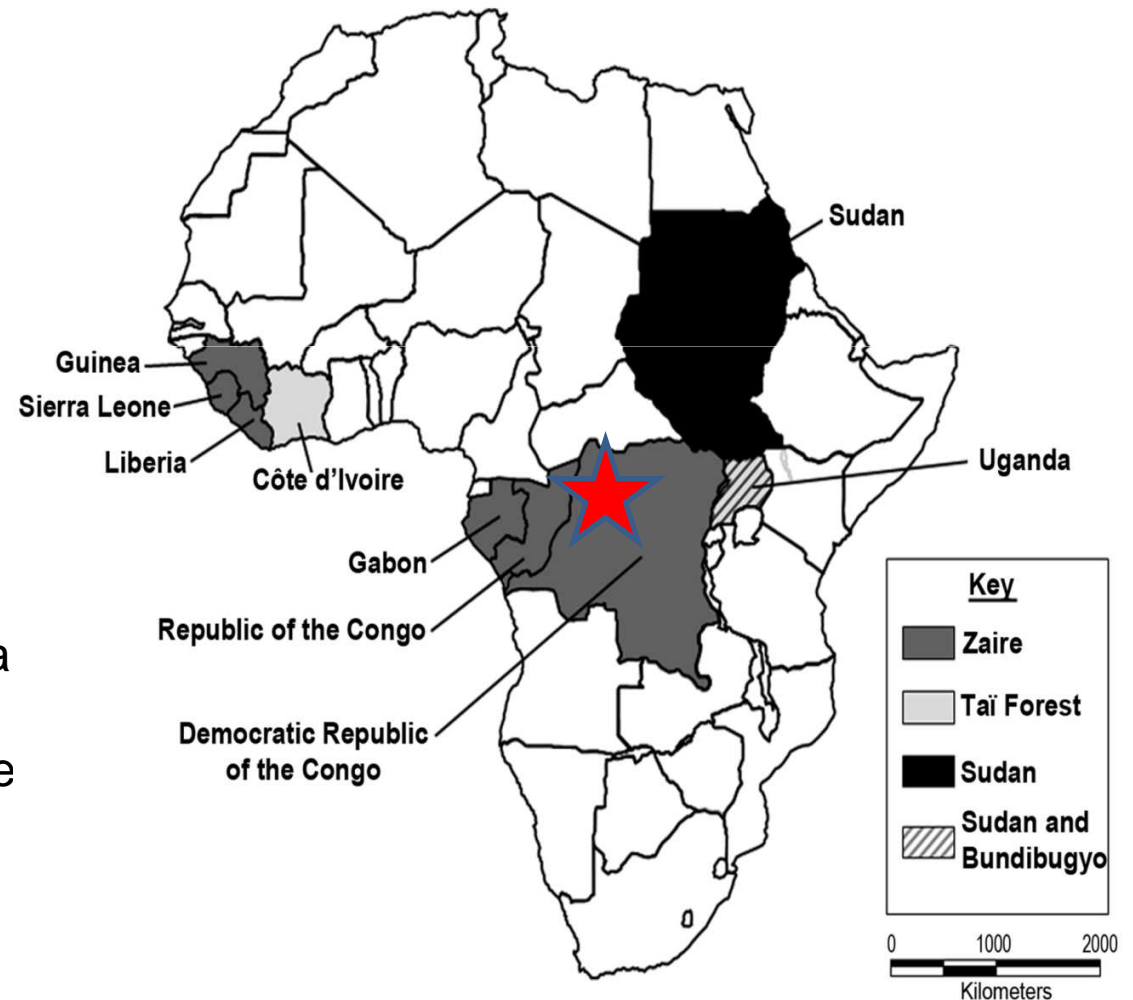 Sudan
Guinea
Sierra Leone
Liberia
Côte d’Ivoire
Uganda
Gabon
Republic of the Congo
Democratic Republic
of the Congo
a
e
Key
Zaire
Taï Forest
Sudan
Sudan and
Bundibugyo
0 1000 2000
Kilometers